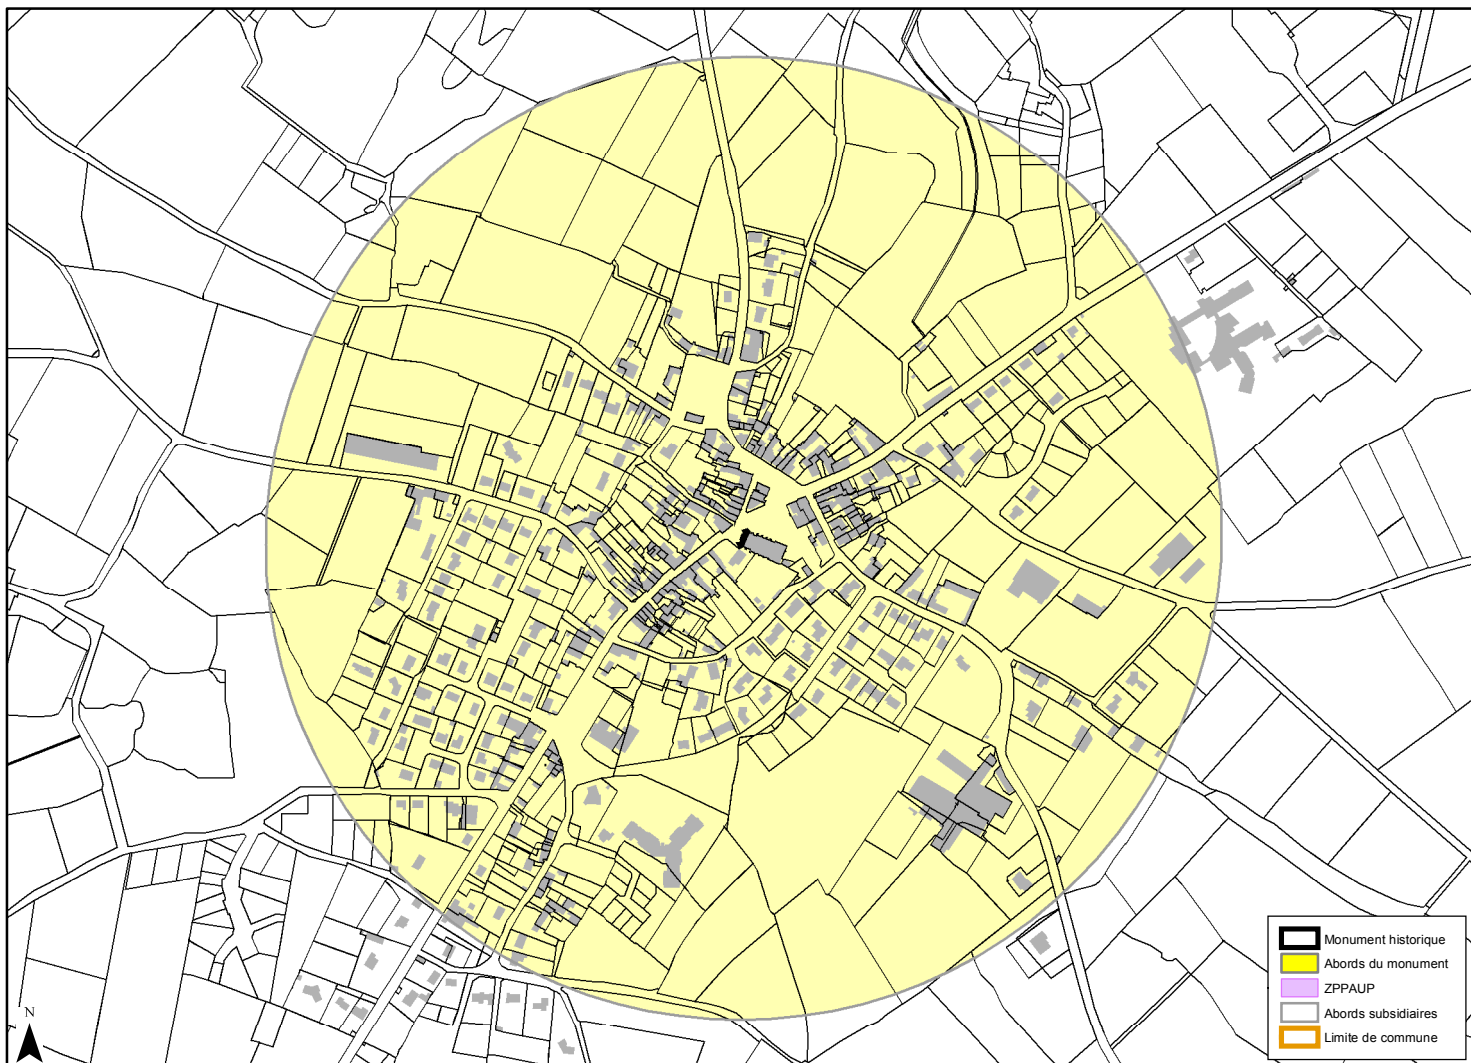 Monument historique
Abords du monument
ZPPAUP
Abords subsidiaires
Limite de commune
N